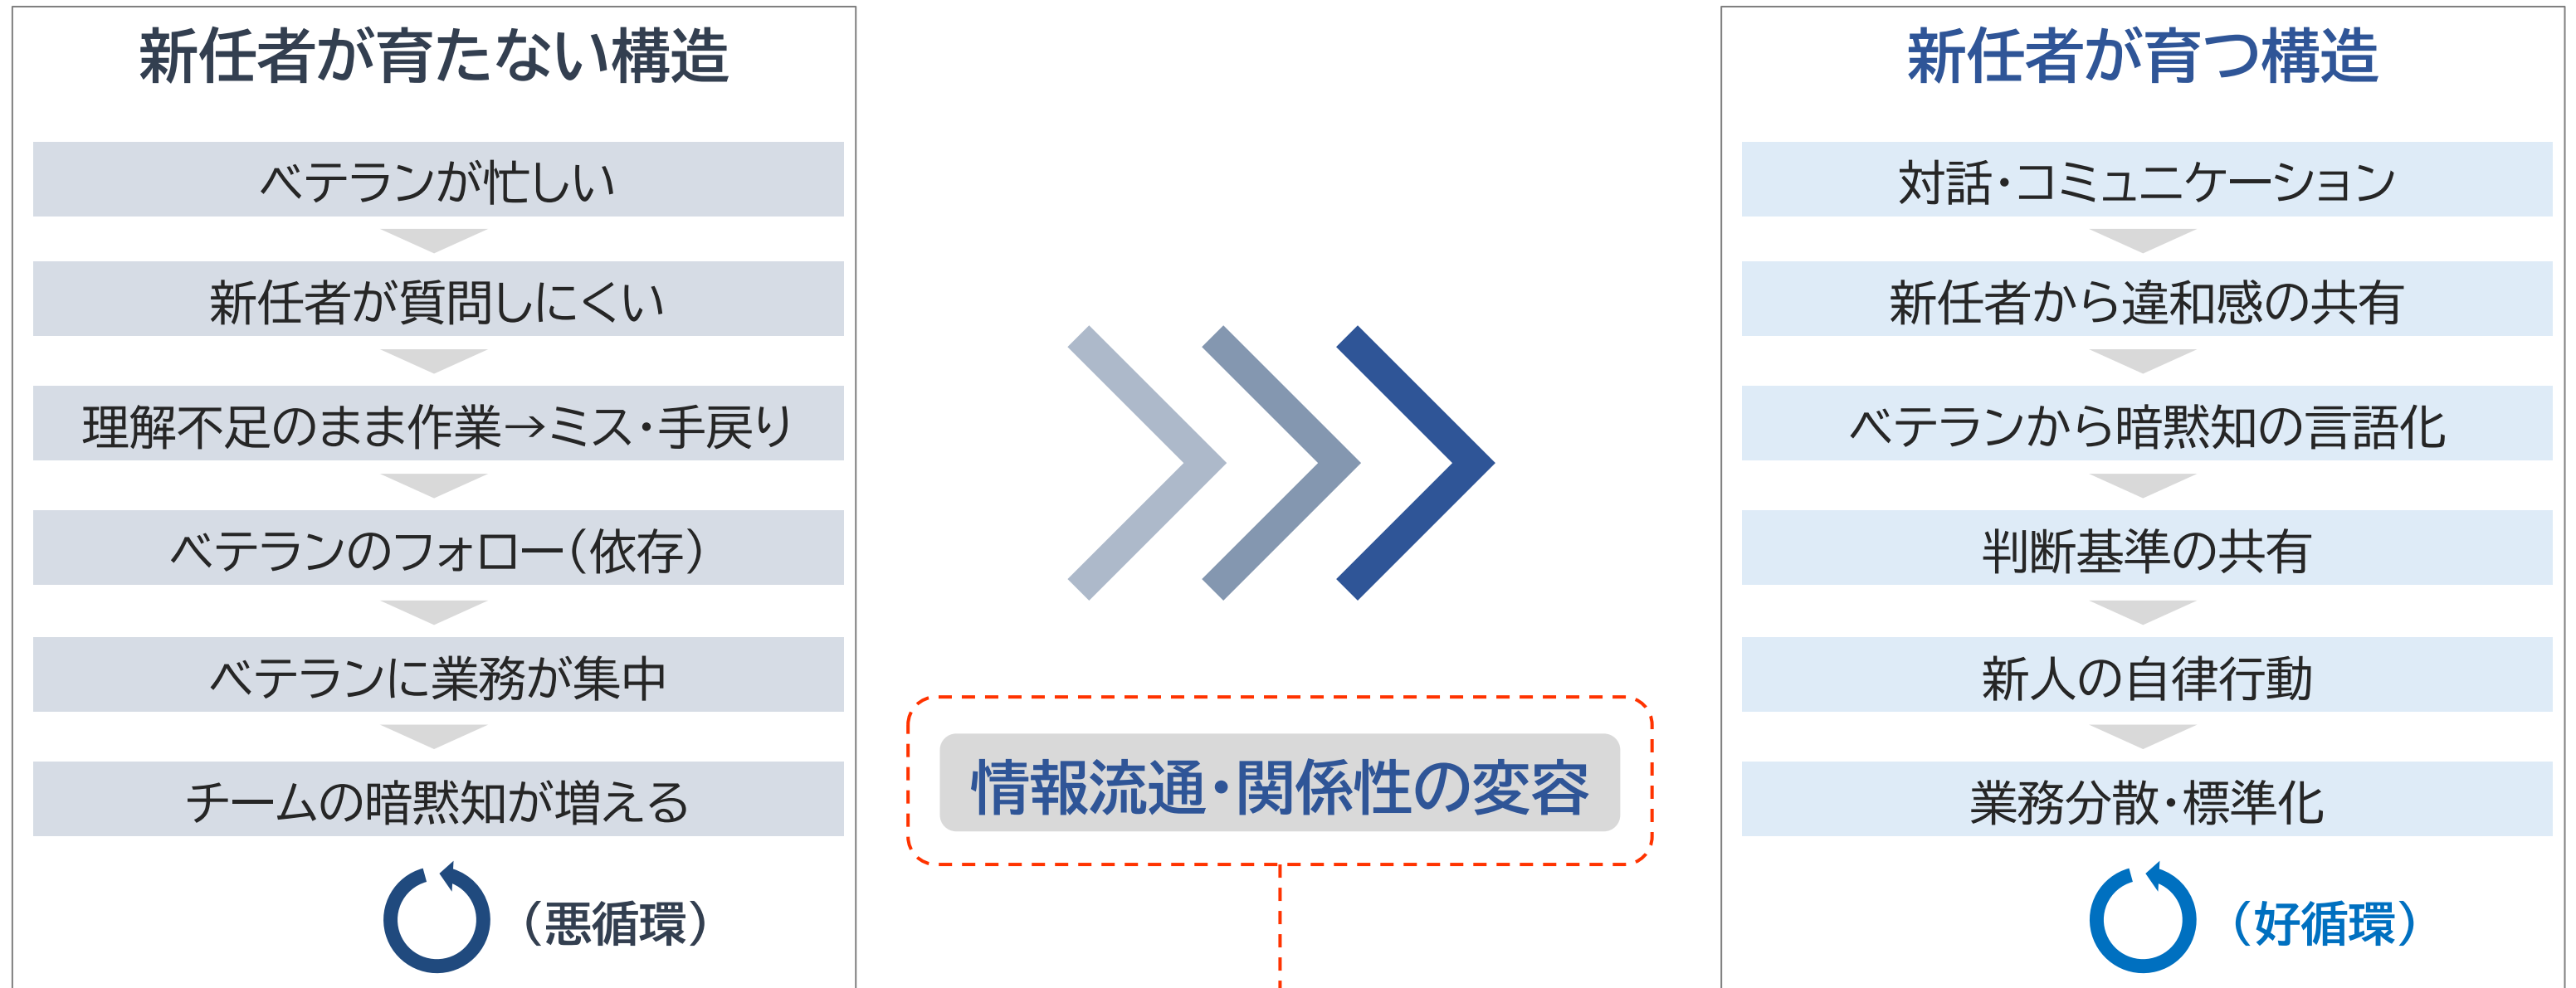 新任者が育たない構造
ベテランが忙しい
新任者が質問しにくい
理解不足のまま作業→ミス・手戻り
ベテランのフォロー（依存）
ベテランに業務が集中
チームの暗黙知が増える
（悪循環）
情報流通・関係性の変容
新任者が育つ構造
対話・コミュニケーション
新任者から違和感の共有
ベテランから暗黙知の言語化
判断基準の共有
新人の自律行動
業務分散・標準化
（好循環）